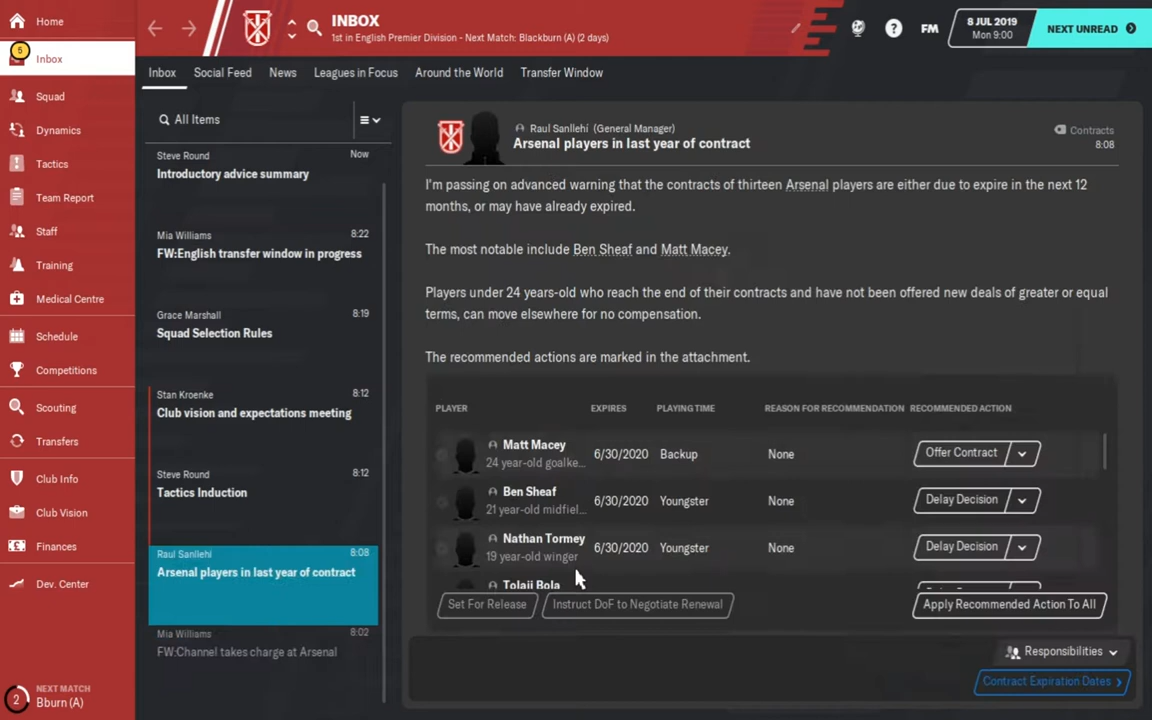 Home
5
Inbox
Squad
Dynamics
Tactics
Team Report
Staff
Training
Medical Centre
Schedule
Competitions
Scouting
Transfers
Club Info
Club Vision
Finances
Dev. Center
2
NEXT MATCH
Bburn (A)
INBOX
1st in English Premier Division - Next Match: Blackburn (A) (2 days)
?
FM
8 JUL 2019
Mon 9:00
NEXT UNREAD
Inbox Social Feed News Leagues in Focus Around the World Transfer Window
All Items
Steve Round Now
Introductory advice summary
Mia Williams 8:22
FW:English transfer window in progress
Grace Marshall 8:19
Squad Selection Rules
Stan Kroenke 8:12
Club vision and expectations meeting
Steve Round 8:12
Tactics Induction
Raul Sanllehí 8:08
Arsenal players in last year of contract
Mia Williams 8:02
FW:Channel takes charge at Arsenal
Raul Sanllehí (General Manager)
Arsenal players in last year of contract
Contracts
8:08
I'm passing on advanced warning that the contracts of thirteen Arsenal players are either due to expire in the next 12
months, or may have already expired.
The most notable include Ben Sheaf and Matt Macey.
Players under 24 years-old who reach the end of their contracts and have not been offered new deals of greater or equal
terms, can move elsewhere for no compensation.
The recommended actions are marked in the attachment.
PLAYER EXPIRES PLAYING TIME REASON FOR RECOMMENDATION RECOMMENDED ACTION
Matt Macey
24 year-old goalke... 6/30/2020 Backup None Offer Contract
Ben Sheaf
21 year-old midfiel... 6/30/2020 Youngster None Delay Decision
Nathan Tormey
19 year-old winger 6/30/2020 Youngster None Delay Decision
Tolaji Bola
Set For Release Instruct DoF to Negotiate Renewal Apply Recommended Action To All
Responsibilities
Contract Expiration Dates